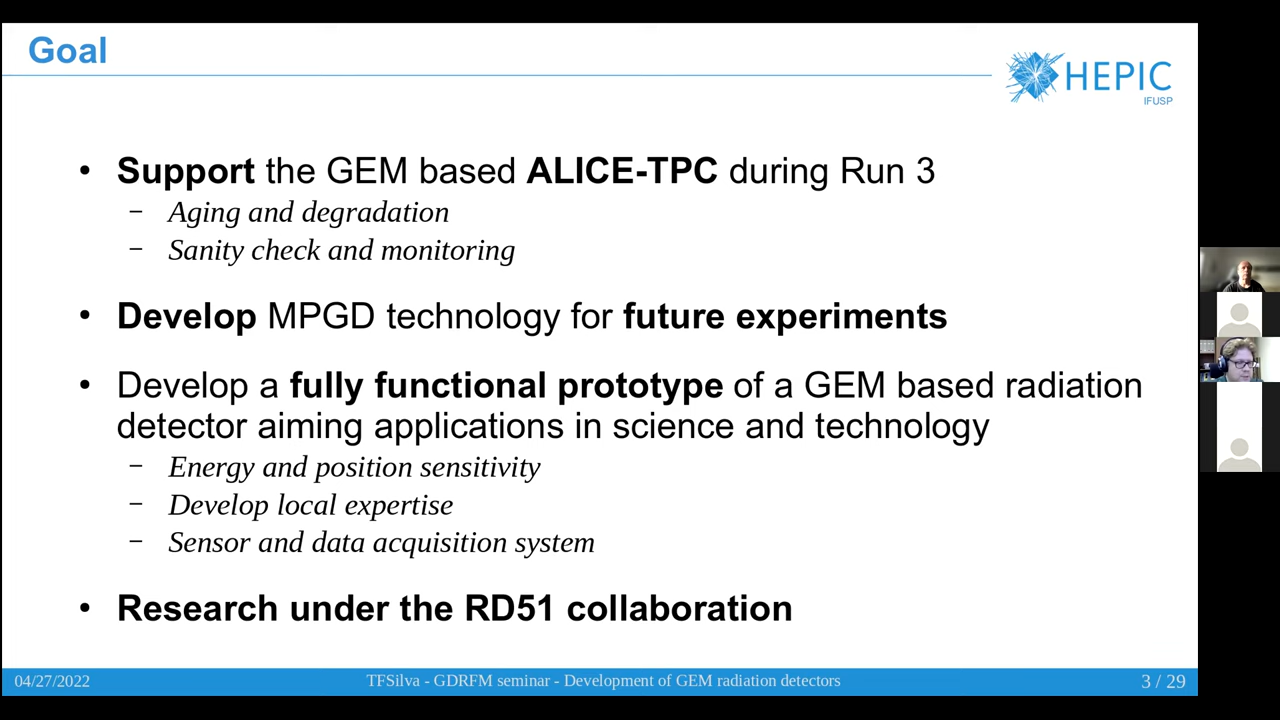 Goal
HEPIC
IFUSP
• Support the GEM based ALICE-TPC during Run 3
– Aging and degradation
– Sanity check and monitoring
• Develop MPGD technology for future experiments
• Develop a fully functional prototype of a GEM based radiation
detector aiming applications in science and technology
– Energy and position sensitivity
– Develop local expertise
– Sensor and data acquisition system
• Research under the RD51 collaboration
04/27/2022
TFSilva - GDRFM seminar - Development of GEM radiation detectors
3 / 29